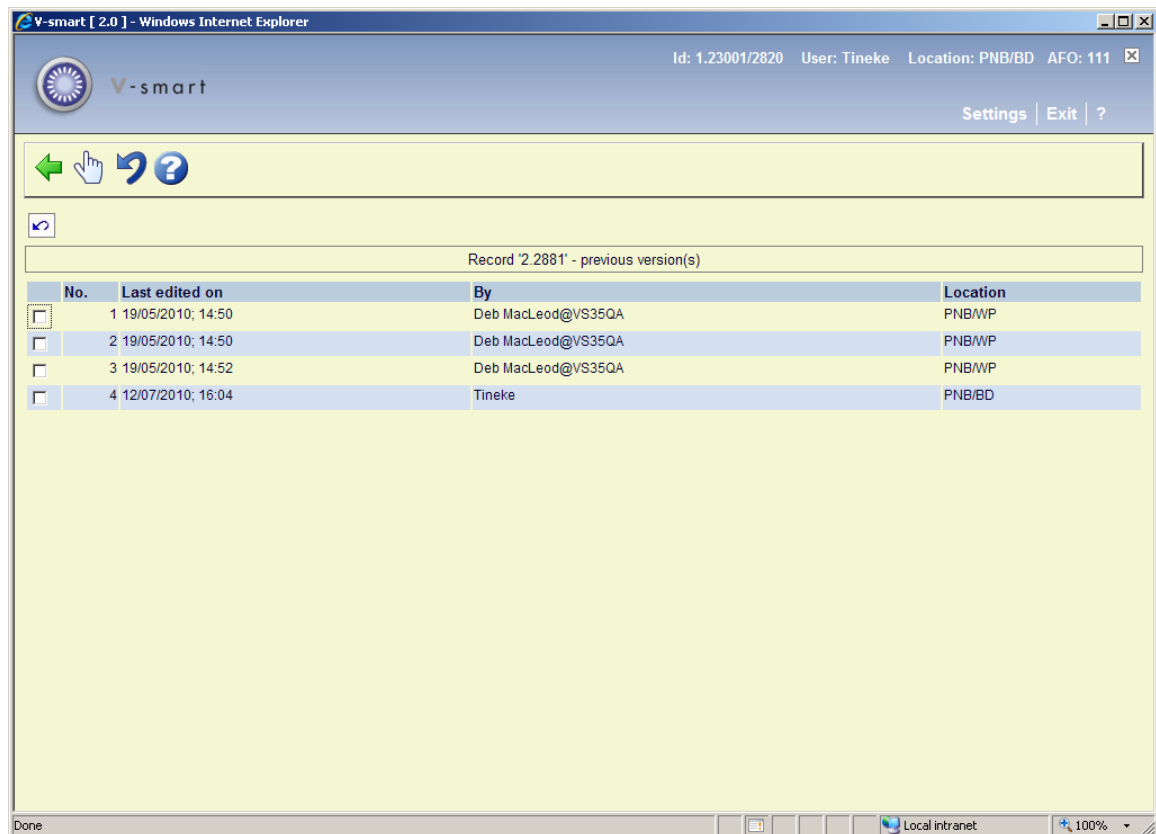 V-smart [ 2.0 ] - Windows Internet Explorer
Id: 1.23001/2820 User: Tineke Location: PNB/BD AFO: 111
V-smart
Settings | Exit | ?
Record '2.2881' - previous version(s)
No. Last edited on By Location
1 19/05/2010; 14:50 Deb MacLeod@VS35QA PNB/WP
2 19/05/2010; 14:50 Deb MacLeod@VS35QA PNB/WP
3 19/05/2010; 14:52 Deb MacLeod@VS35QA PNB/WP
4 12/07/2010; 16:04 Tineke PNB/BD
Done Local intranet 100%